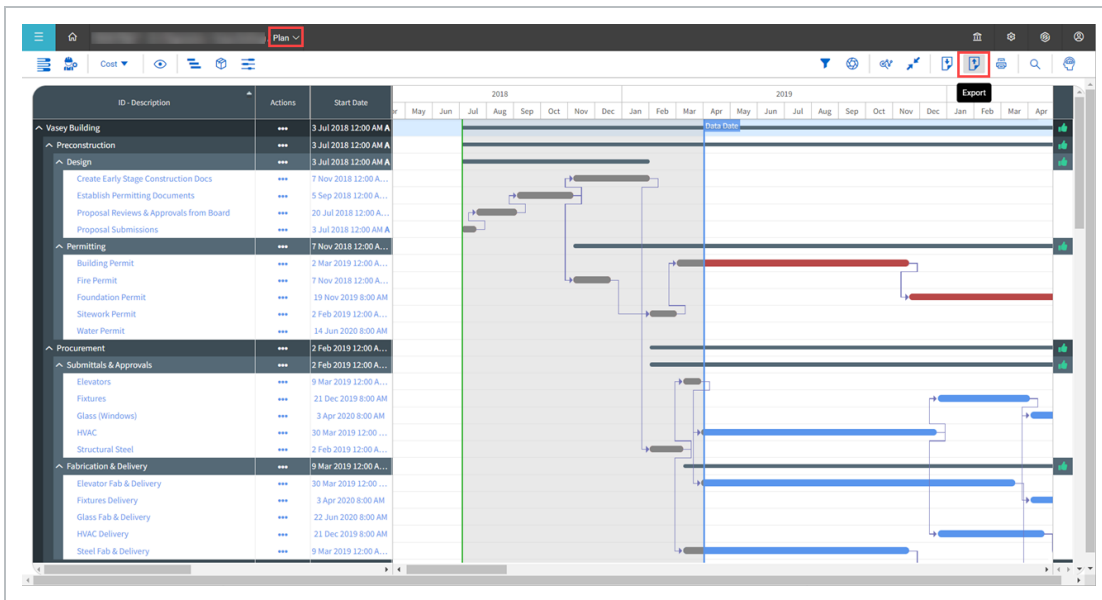 Plan
Cost
Export
ID - Description Actions Start Date
2018 2019
May Jun Jul Aug Sep Oct Nov Dec Jan Feb Mar Apr May Jun Jul Aug Sep Oct Nov Dec Jan Feb Mar Apr
Data Date
Vasey Building ••• 3 Jul 2018 12:00 AM A
Preconstruction ••• 3 Jul 2018 12:00 AM A
Design ••• 3 Jul 2018 12:00 AM A
Create Early Stage Construction Docs ••• 7 Nov 2018 12:00 A...
Establish Permitting Documents ••• 5 Sep 2018 12:00 A...
Proposal Reviews & Approvals from Board ••• 20 Jul 2018 12:00 A...
Proposal Submissions ••• 3 Jul 2018 12:00 AM A
Permitting ••• 7 Nov 2018 12:00 A...
Building Permit ••• 2 Mar 2019 12:00 A...
Fire Permit ••• 7 Nov 2018 12:00 A...
Foundation Permit ••• 19 Nov 2019 8:00 AM
Sitework Permit ••• 2 Feb 2019 12:00 A...
Water Permit ••• 14 Jun 2020 8:00 AM
Procurement ••• 2 Feb 2019 12:00 A...
Submittals & Approvals ••• 2 Feb 2019 12:00 A...
Elevators ••• 9 Mar 2019 12:00 A...
Fixtures ••• 21 Dec 2019 8:00 AM
Glass (Windows) ••• 3 Apr 2020 8:00 AM
HVAC ••• 30 Mar 2019 12:00 ...
Structural Steel ••• 2 Feb 2019 12:00 A...
Fabrication & Delivery ••• 9 Mar 2019 12:00 A...
Elevator Fab & Delivery ••• 30 Mar 2019 12:00 ...
Fixtures Delivery ••• 3 Apr 2020 8:00 AM
Glass Fab & Delivery ••• 22 Jun 2020 8:00 AM
HVAC Delivery ••• 21 Dec 2019 8:00 AM
Steel Fab & Delivery ••• 9 Mar 2019 12:00 A...